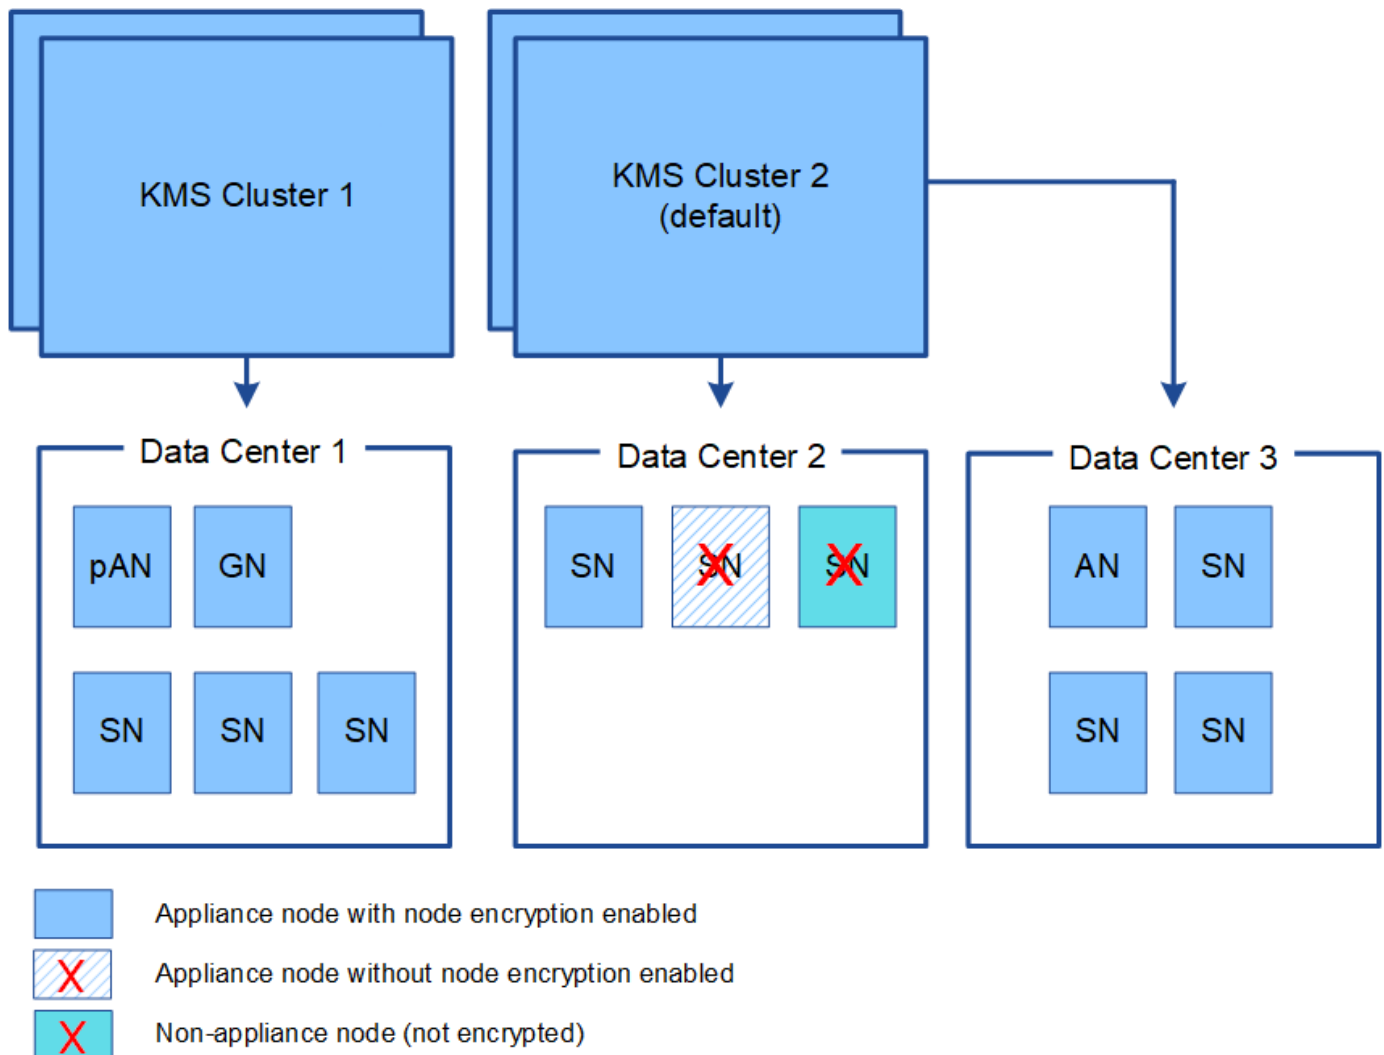 KMS Cluster 1
KMS Cluster 2
(default)
Data Center 1
Data Center 2
Data Center 3
pAN
GN
SN
SN
SN
SN
SN
SN
AN
SN
SN
SN
X
Appliance node with node encryption enabled
X
Appliance node without node encryption enabled
X
Non-appliance node (not encrypted)